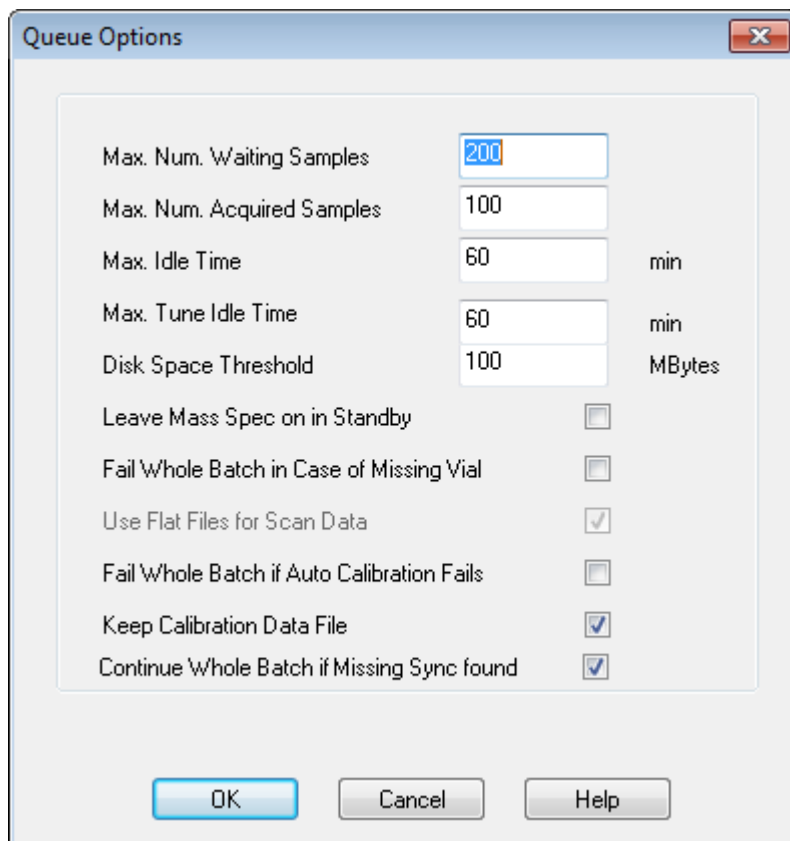 Queue Options
Max. Num. Waiting Samples 200
Max. Num. Acquired Samples 100
Max. Idle Time 60 min
Max. Tune Idle Time 60 min
Disk Space Threshold 100 MBytes
Leave Mass Spec on in Standby
Fail Whole Batch in Case of Missing Vial
Use Flat Files for Scan Data
Fail Whole Batch if Auto Calibration Fails
Keep Calibration Data File
Continue Whole Batch if Missing Sync found
OK Cancel Help